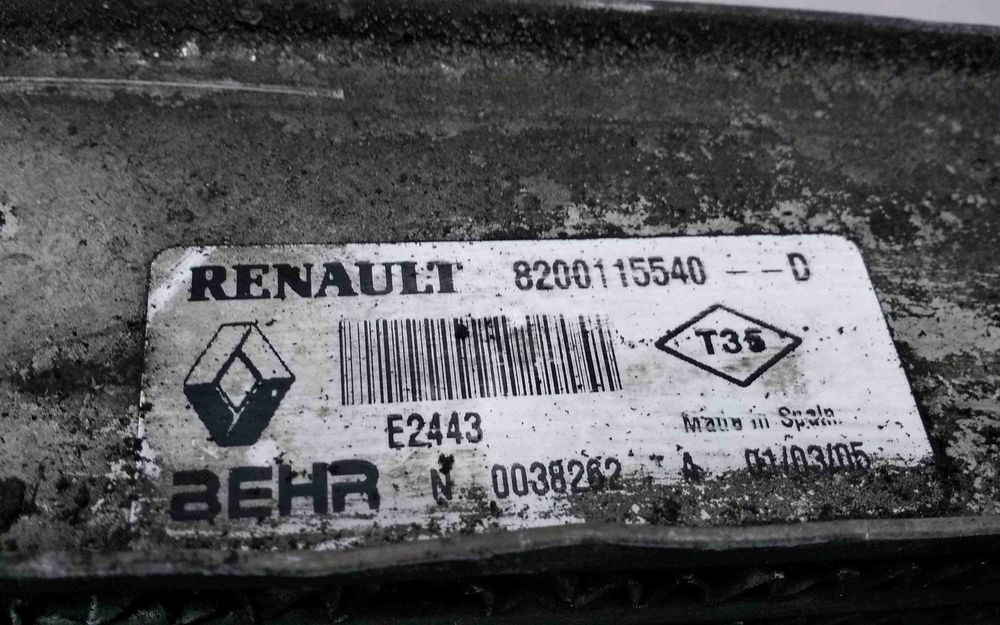 RENAULT 8200115540 --D
T35
E2443
Made in Spain.
BEHR N 0038262 A 01/03/05